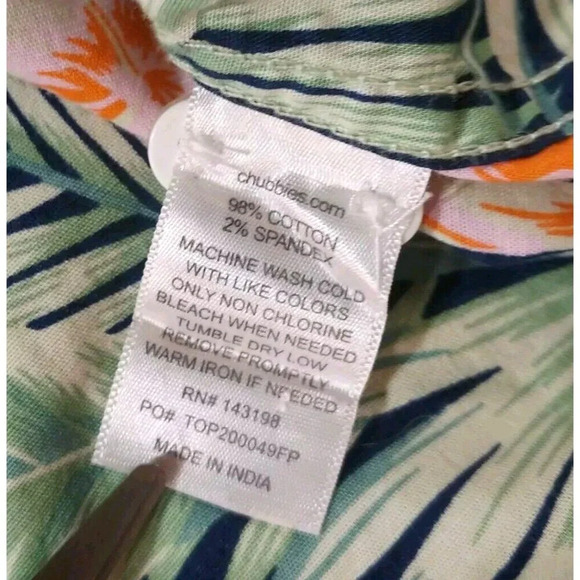 chubbies.com
98% COTTON
2% SPANDEX
MACHINE WASH COLD
WITH LIKE COLORS
ONLY NON CHLORINE
BLEACH WHEN NEEDED
TUMBLE DRY LOW
REMOVE PROMPTLY
WARM IRON IF NEEDED
RN# 143198
PO# TOP200049FP
MADE IN INDIA